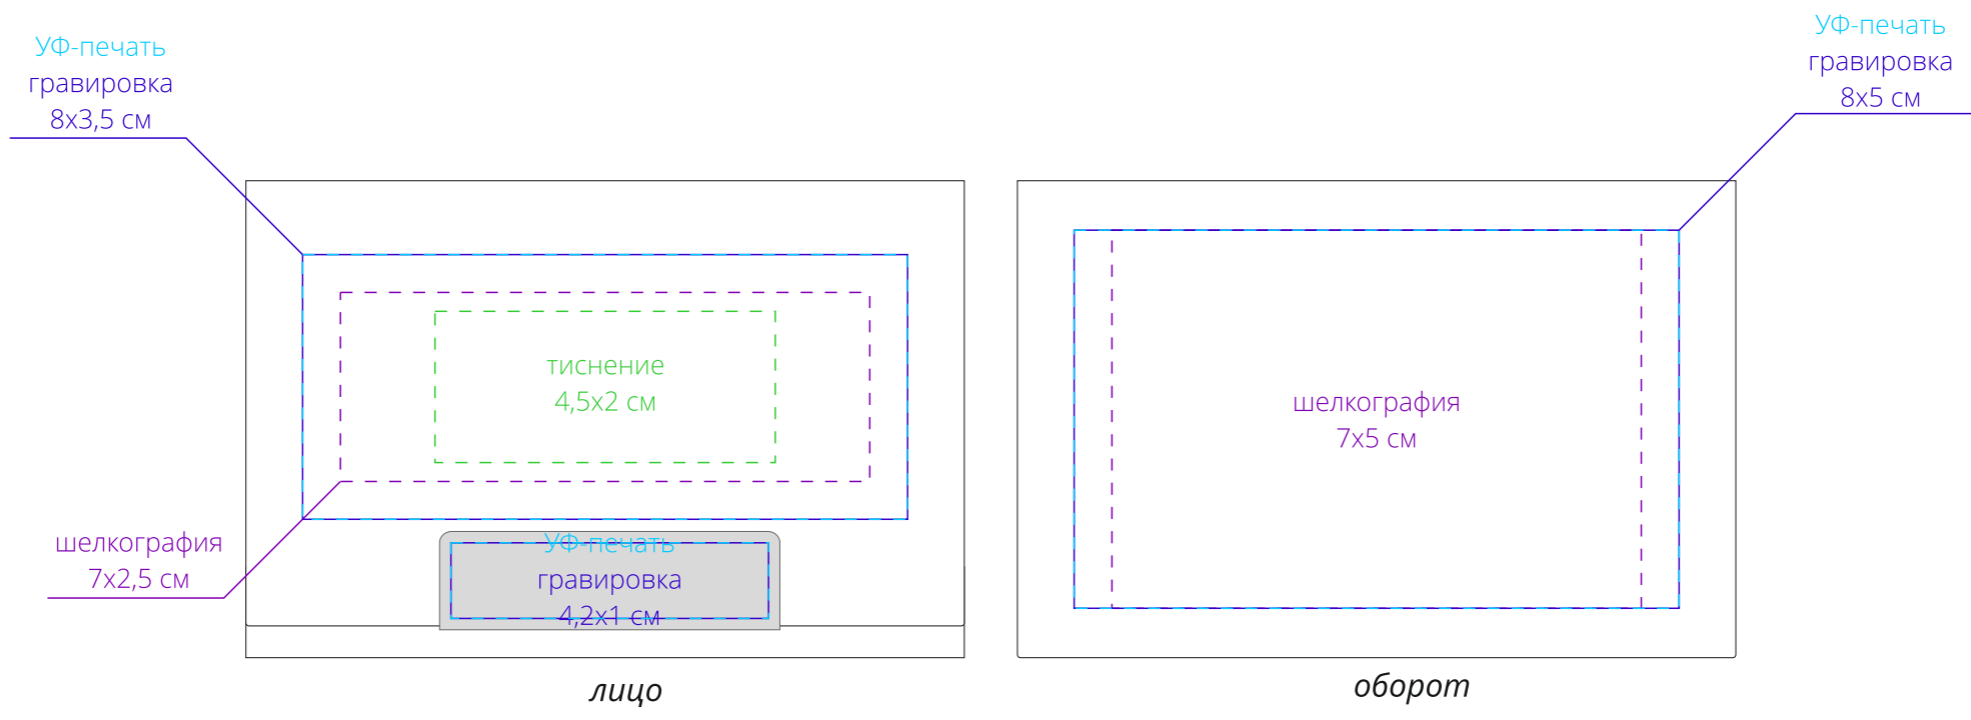 УФ-печать
гравировка
8х3,5 см
УФ-печать
гравировка
8х5 см
тиснение
4,5х2 см
шелкография
7х5 см
шелкография
7х2,5 см
УФ-печать
гравировка
4,2х1 см
лицо
оборот